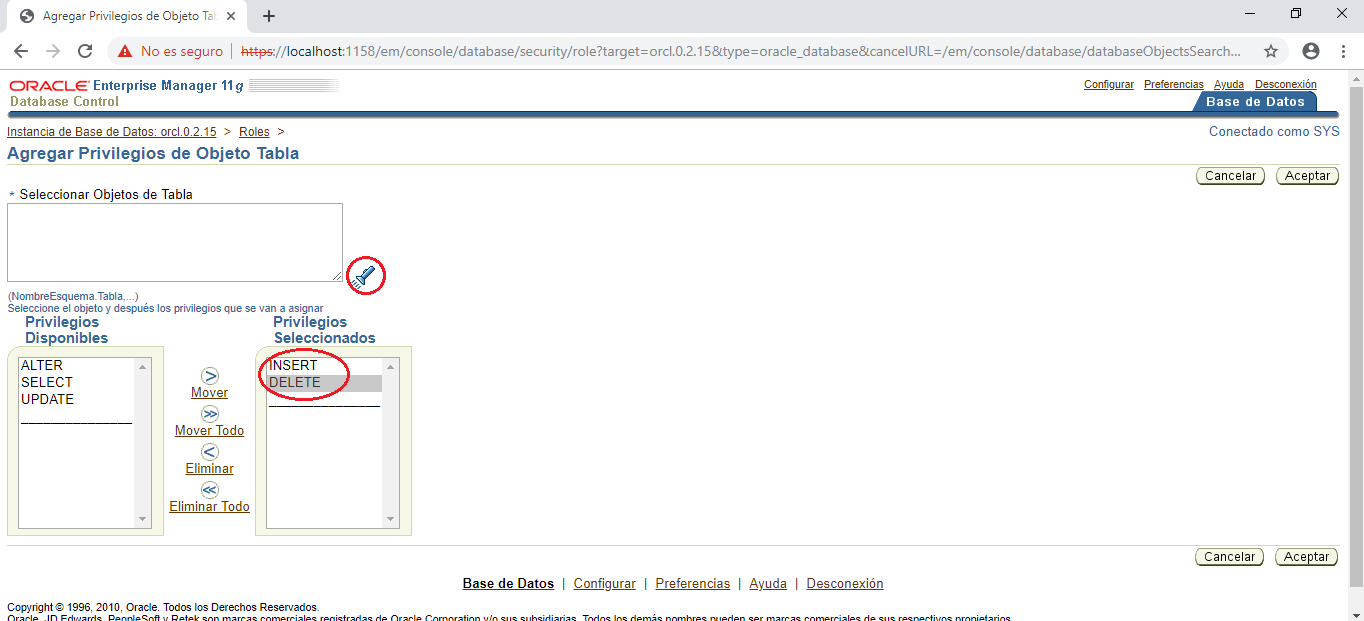 Agregar Privilegios de Objeto Tab
No es seguro https://localhost:1158/em/console/database/security/role?target=orcl.0.2.15&type=oracle_database&cancelURL=/em/console/database/databaseObjectsSearch...
ORACLE Enterprise Manager 11g
Database Control
Configurar Preferencias Ayuda Desconexión
Base de Datos
Instancia de Base de Datos: orcl.0.2.15 > Roles >
Conectado como SYS
Agregar Privilegios de Objeto Tabla
Cancelar Aceptar
* Seleccionar Objetos de Tabla
(NombreEsquema.Tabla,...)
Seleccione el objeto y después los privilegios que se van a asignar
Privilegios
Disponibles
ALTER
SELECT
UPDATE
Mover
Mover Todo
Eliminar
Eliminar Todo
Privilegios
Seleccionados
INSERT
DELETE
Cancelar Aceptar
Base de Datos | Configurar | Preferencias | Ayuda | Desconexión
Copyright © 1996, 2010, Oracle. Todos los Derechos Reservados.
Oracle, JD Edwards, PeopleSoft y Retek son marcas comerciales registradas de Oracle Corporation y/o sus subsidiarias. Todos los demás nombres pueden ser marcas comerciales de sus respectivos propietarios.